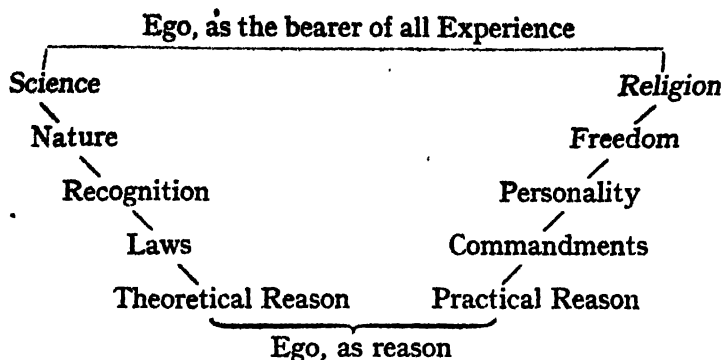 Ego, as the bearer of all Experience
Science Religion
Nature Freedom
Recognition Personality
Laws Commandments
Theoretical Reason Practical Reason
Ego, as reason